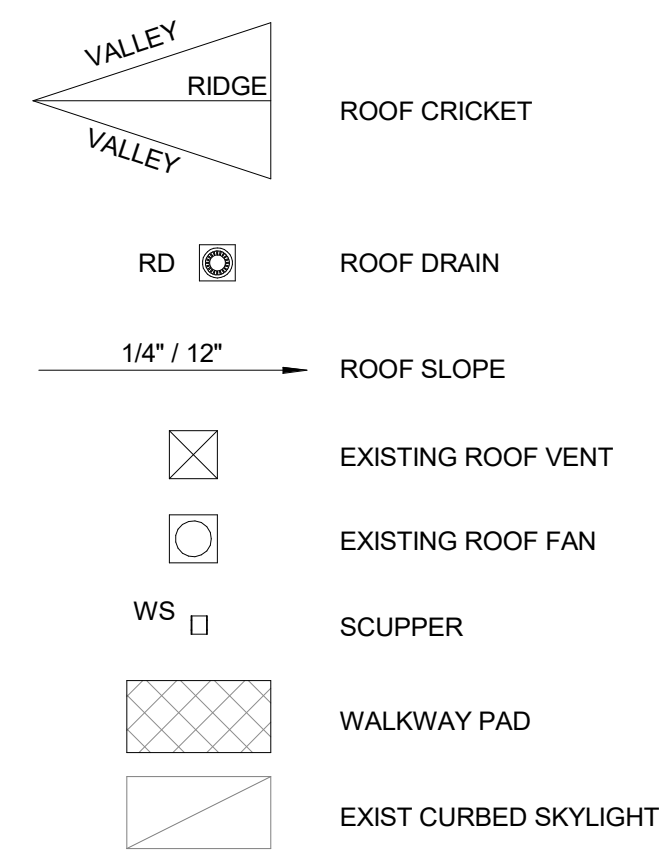 VALLEY
RIDGE
VALLEY
ROOF CRICKET
RD
ROOF DRAIN
1/4" / 12"
ROOF SLOPE
EXISTING ROOF VENT
EXISTING ROOF FAN
WS
SCUPPER
WALKWAY PAD
EXIST CURBED SKYLIGHT